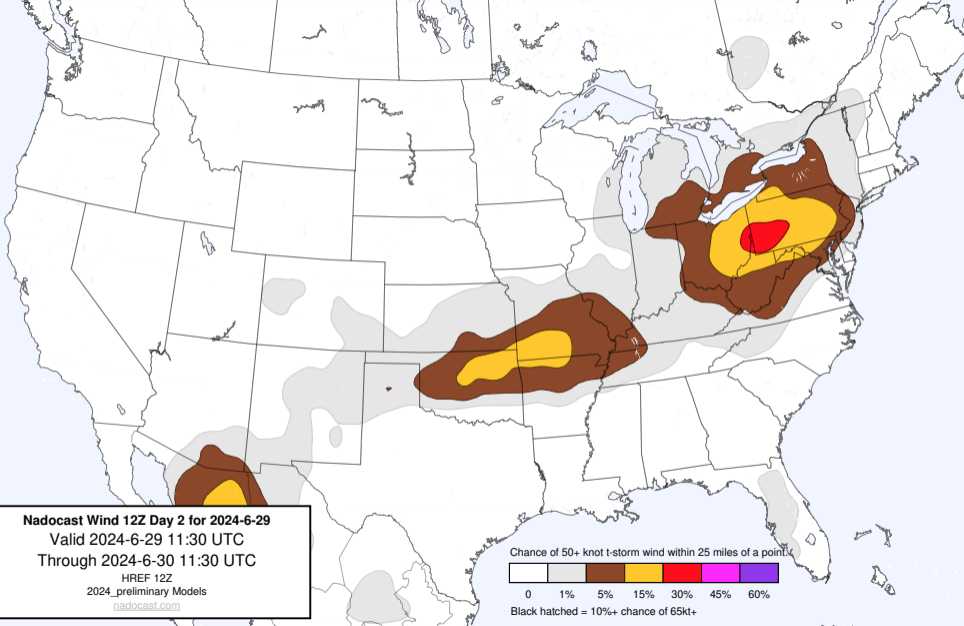 Nadocast Wind 12Z Day 2 for 2024-6-29
Valid 2024-6-29 11:30 UTC
Through 2024-6-30 11:30 UTC
HREF 12Z
2024_preliminary Models
nadocast.com
Chance of 50+ knot t-storm wind within 25 miles of a point.
0 1% 5% 15% 30% 45% 60%
Black hatched = 10%+ chance of 65kt+